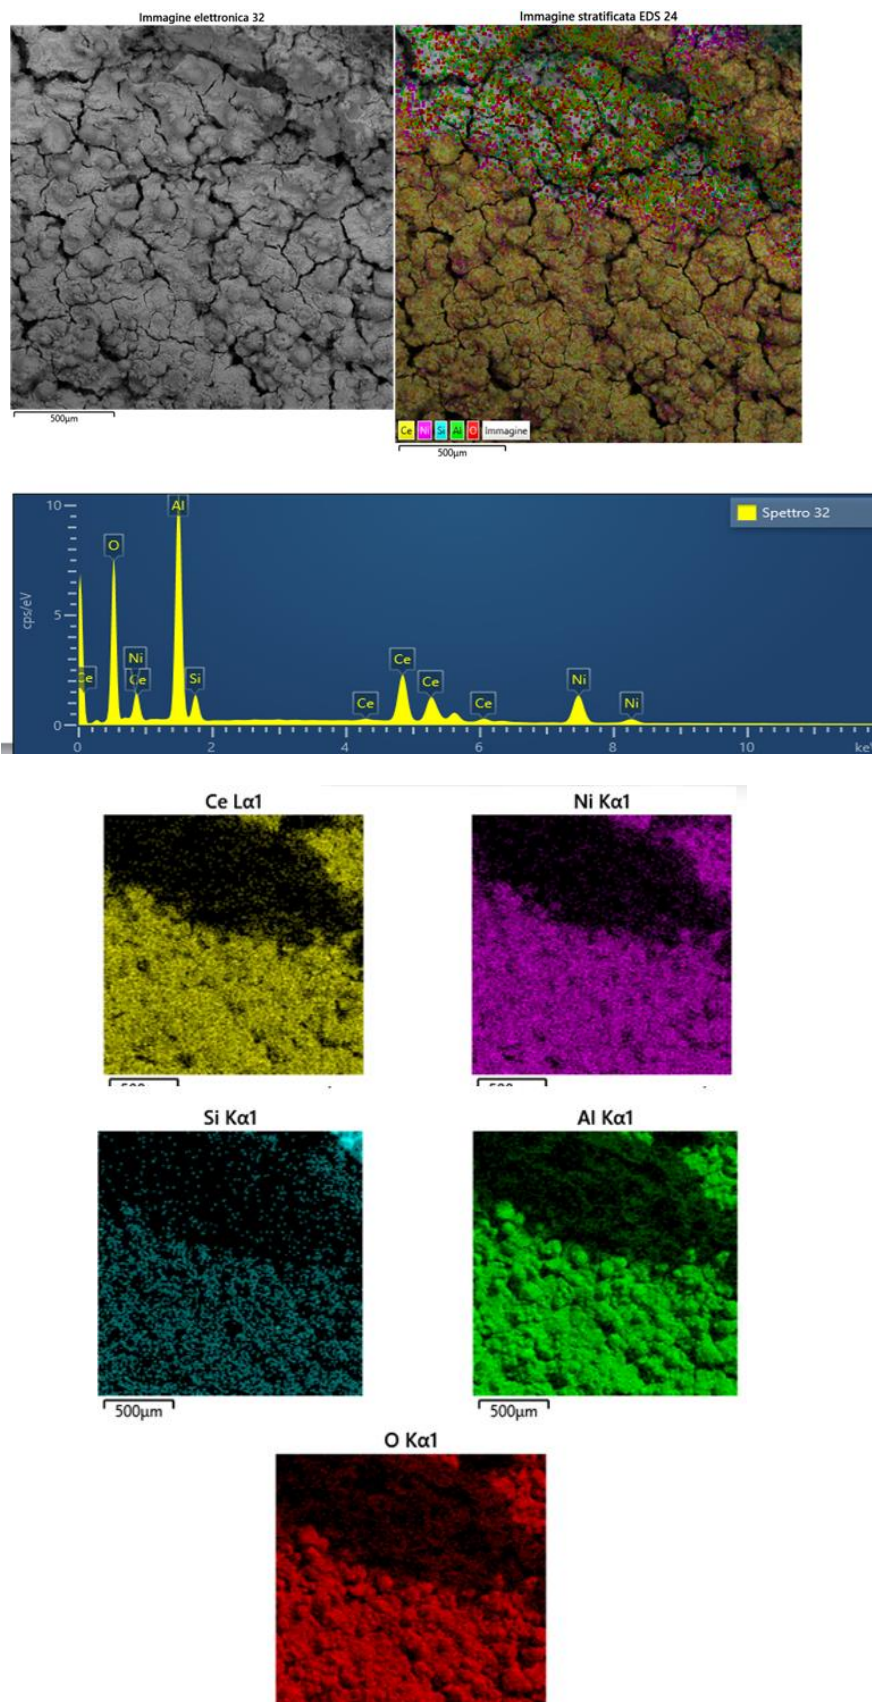 Immagine elettronica 32
Immagine stratificata EDS 24
500µm
Ce Ni Si Al O Immagine
500µm
Spettro 32
cps/eV
10
5
0
Al
O
Ni
Ce
Si
Ce
Ce
Ce
Ce
Ni
Ni
0 2 4 6 8 10 keV
Ce Lα1
Ni Kα1
Si Kα1
Al Kα1
500µm
500µm
O Kα1